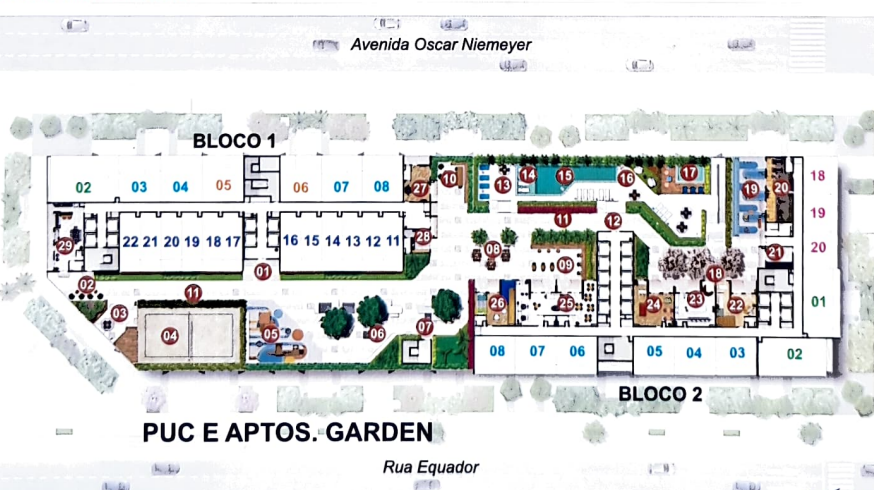 Avenida Oscar Niemeyer
BLOCO 1
02 03 04 05 06 07 08
27 10 13 14 15 16 17 19 20 18
11 12 19
29 22 21 20 19 18 17 16 15 14 13 12 11 28
08 20
01 09 18 21
02 11 26 25 24 23 22 01
03 04 05 06 07
08 07 06 05 04 03 02
BLOCO 2
PUC E APTOS. GARDEN
Rua Equador